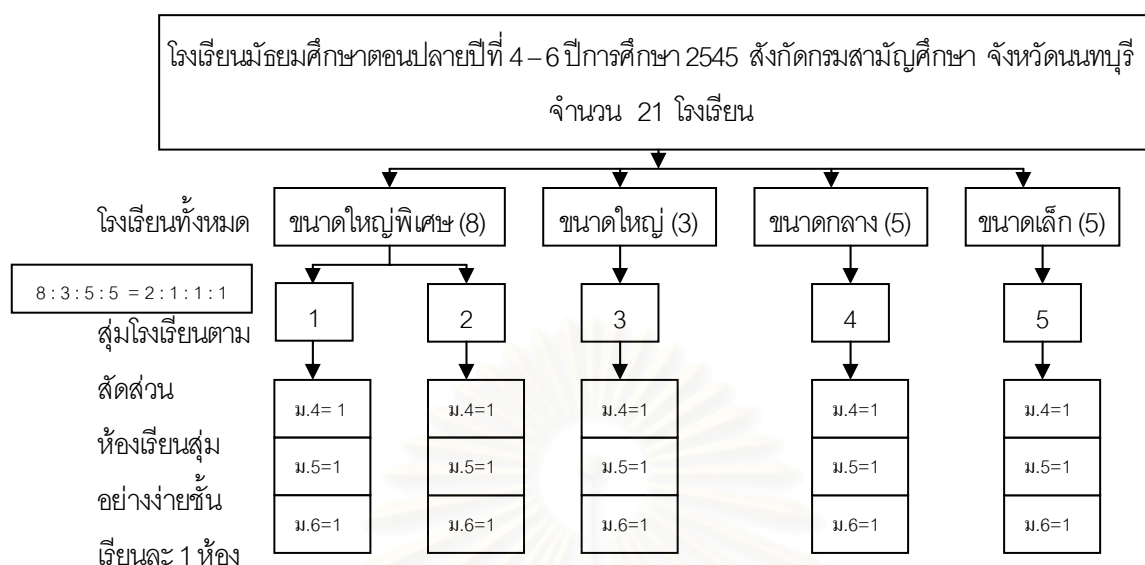 โรงเรียนมัธยมศึกษาตอนปลายปีที่ 4 – 6 ปีการศึกษา 2545 สังกัดกรมสามัญศึกษา จังหวัดนนทบุรี
จำนวน 21 โรงเรียน
โรงเรียนทั้งหมด
ขนาดใหญ่พิเศษ (8)
ขนาดใหญ่ (3)
ขนาดกลาง (5)
ขนาดเล็ก (5)
8 : 3 : 5 : 5 = 2 : 1 : 1 : 1
สุ่มโรงเรียนตาม
สัดส่วน
1
2
3
4
5
ห้องเรียนสุ่ม
อย่างง่ายชั้น
เรียนละ 1 ห้อง
ม.4= 1
ม.4=1
ม.4=1
ม.4=1
ม.4=1
ม.5=1
ม.5=1
ม.5=1
ม.5=1
ม.5=1
ม.6=1
ม.6=1
ม.6=1
ม.6=1
ม.6=1